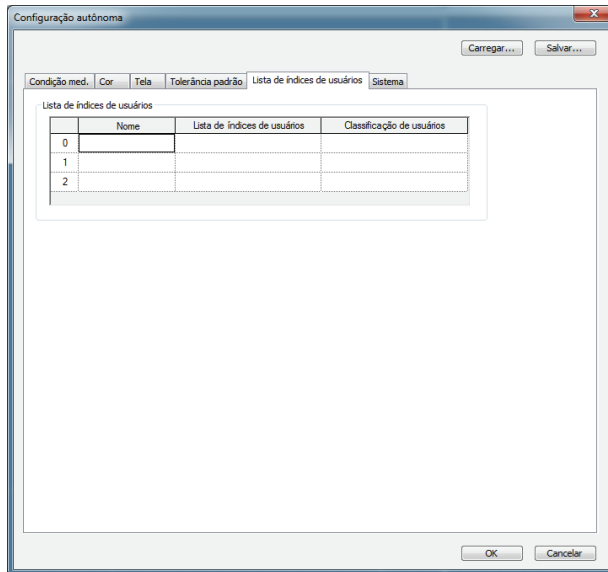 Configuração autônoma
Carregar... Salvar...
Condição med. Cor Tela Tolerância padrão Lista de índices de usuários Sistema
Lista de índices de usuários
Nome Lista de índices de usuários Classificação de usuários
0
1
2
OK Cancelar